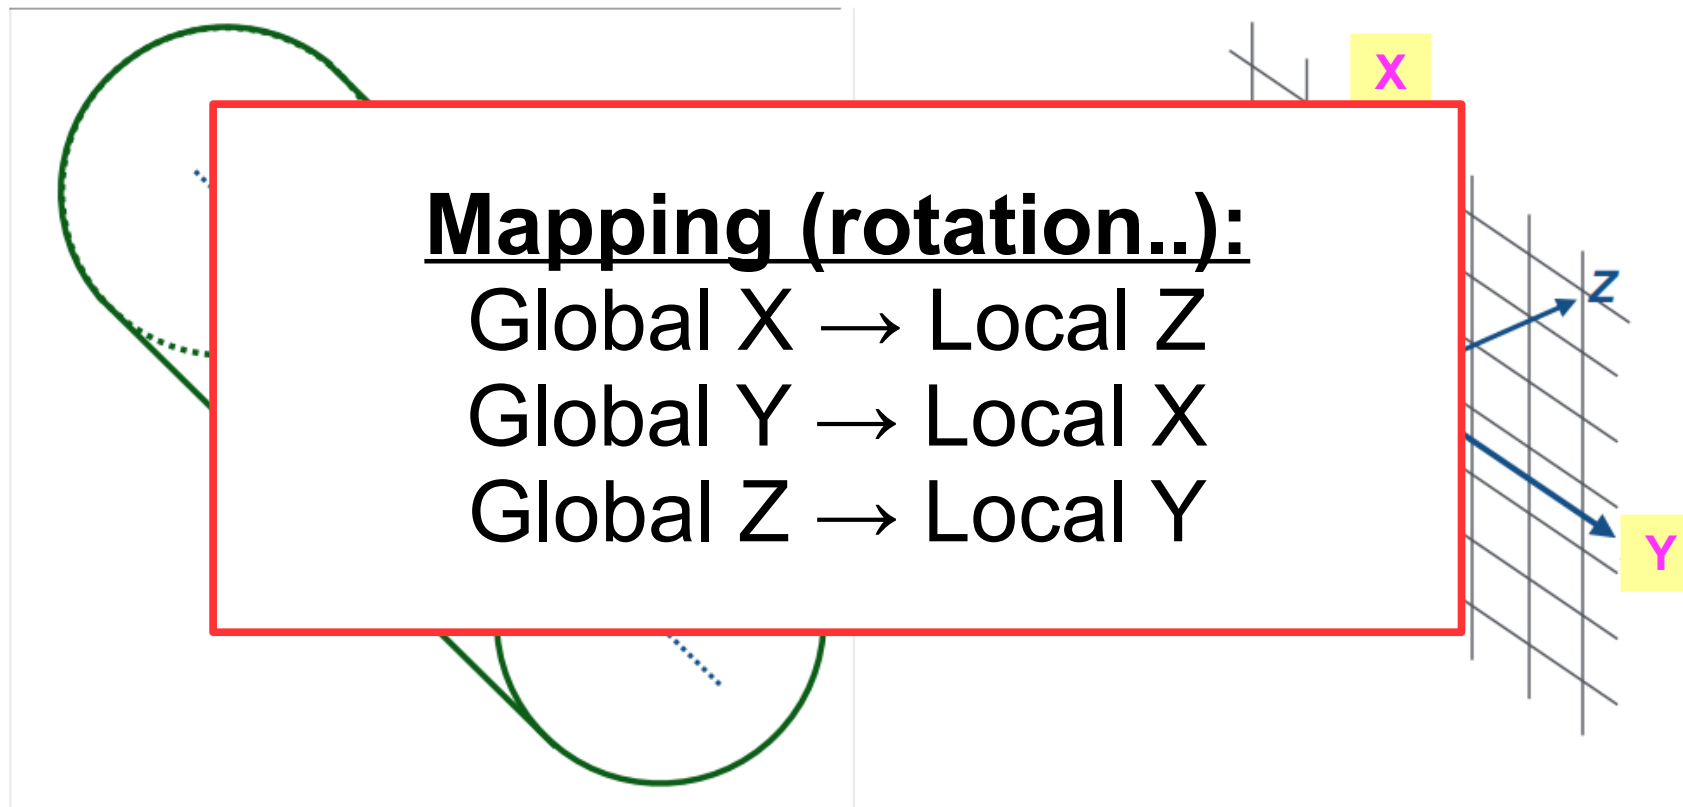 X
Mapping (rotation..):
Global X → Local Z
Global Y → Local X
Global Z → Local Y
Z
Y